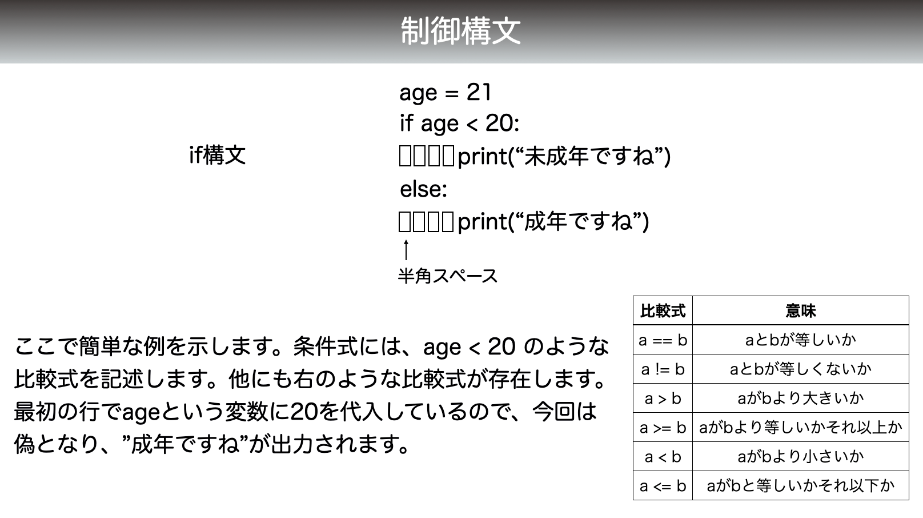 制御構文
if構文
age = 21
if age < 20:
□□□□print(“未成年ですね”)
else:
□□□□print(“成年ですね”)
↑
半角スペース
ここで簡単な例を示します。条件式には、age < 20 のような
比較式を記述します。他にも右のような比較式が存在します。
最初の行でageという変数に20を代入しているので、今回は
偽となり、”成年ですね”が出力されます。
比較式 意味
a == b aとbが等しいか
a != b aとbが等しくないか
a > b aがbより大きいか
a >= b aがbより等しいかそれ以上か
a < b aがbより小さいか
a <= b aがbと等しいかそれ以下か